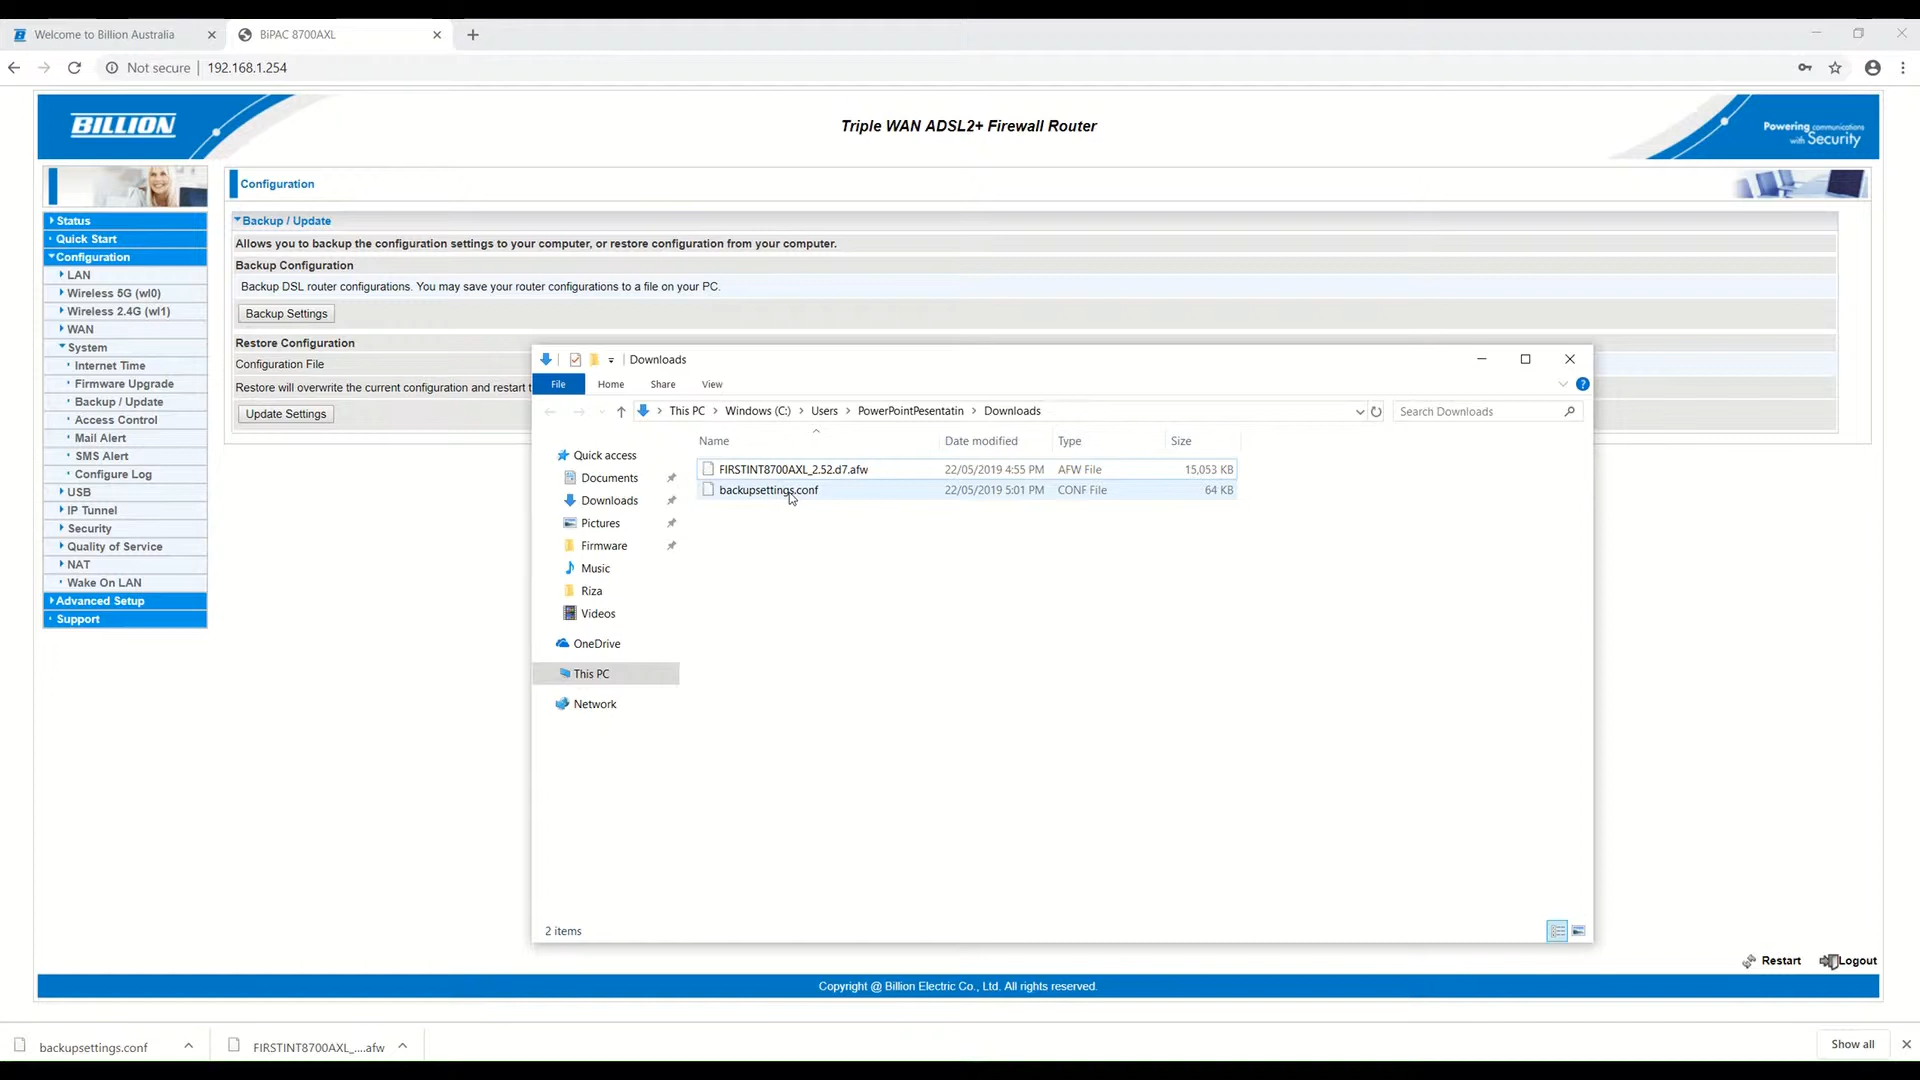 Welcome to Billion Australia
BiPAC 8700AXL
Not secure | 192.168.1.254
BILLION
Triple WAN ADSL2+ Firewall Router
Powering communications
with Security
Configuration
Status
Quick Start
Configuration
LAN
Wireless 5G (wl0)
Wireless 2.4G (wl1)
WAN
System
Internet Time
Firmware Upgrade
Backup / Update
Access Control
Mail Alert
SMS Alert
Configure Log
USB
IP Tunnel
Security
Quality of Service
NAT
Wake On LAN
Advanced Setup
Support
Backup / Update
Allows you to backup the configuration settings to your computer, or restore configuration from your computer.
Backup Configuration
Backup DSL router configurations. You may save your router configurations to a file on your PC.
Backup Settings
Restore Configuration
Configuration File
Restore will overwrite the current configuration and restart t
Update Settings
Downloads
File Home Share View
This PC > Windows (C:) > Users > PowerPointPesentatin > Downloads
Search Downloads
Name Date modified Type Size
FIRSTINT8700AXL_2.52.d7.afw 22/05/2019 4:55 PM AFW File 15,053 KB
backupsettings.conf 22/05/2019 5:01 PM CONF File 64 KB
Quick access
Documents
Downloads
Pictures
Firmware
Music
Riza
Videos
OneDrive
This PC
Network
2 items
Restart Logout
Copyright @ Billion Electric Co., Ltd. All rights reserved.
backupsettings.conf
FIRSTINT8700AXL_....afw
Show all